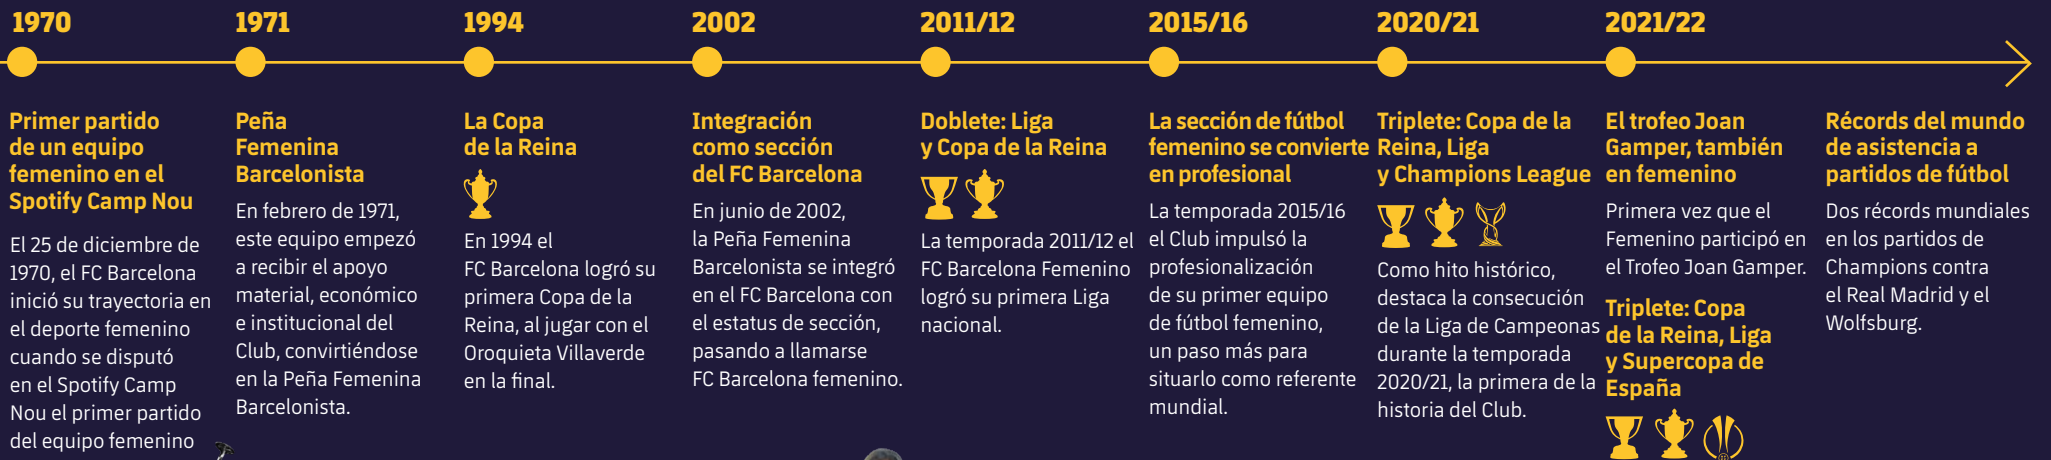 1970
Primer partido
de un equipo
femenino en el
Spotify Camp Nou
El 25 de diciembre de
1970, el FC Barcelona
inició su trayectoria en
el deporte femenino
cuando se disputó
en el Spotify Camp
Nou el primer partido
del equipo femenino
1971
Peña
Femenina
Barcelonista
En febrero de 1971,
este equipo empezó
a recibir el apoyo
material, económico
e institucional del
Club, convirtiéndose
en la Peña Femenina
Barcelonista.
1994
La Copa
de la Reina
En 1994 el
FC Barcelona logró su
primera Copa de la
Reina, al jugar con el
Oroquieta Villaverde
en la final.
2002
Integración
como sección
del FC Barcelona
En junio de 2002,
la Peña Femenina
Barcelonista se integró
en el FC Barcelona con
el estatus de sección,
pasando a llamarse
FC Barcelona femenino.
2011/12
Doblete: Liga
y Copa de la Reina
La temporada 2011/12 el
FC Barcelona Femenino
logró su primera Liga
nacional.
2015/16
La sección de fútbol
femenino se convierte
en profesional
La temporada 2015/16
el Club impulsó la
profesionalización
de su primer equipo
de fútbol femenino,
un paso más para
situarlo como referente
mundial.
2020/21
Triplete: Copa de la
Reina, Liga
y Champions League
Como hito histórico,
destaca la consecución
de la Liga de Campeonas
durante la temporada
2020/21, la primera de la
historia del Club.
2021/22
El trofeo Joan
Gamper, también
en femenino
Primera vez que el
Femenino participó en
el Trofeo Joan Gamper.
Triplete: Copa
de la Reina, Liga
y Supercopa de
España
Récords del mundo
de asistencia a
partidos de fútbol
Dos récords mundiales
en los partidos de
Champions contra
el Real Madrid y el
Wolfsburg.